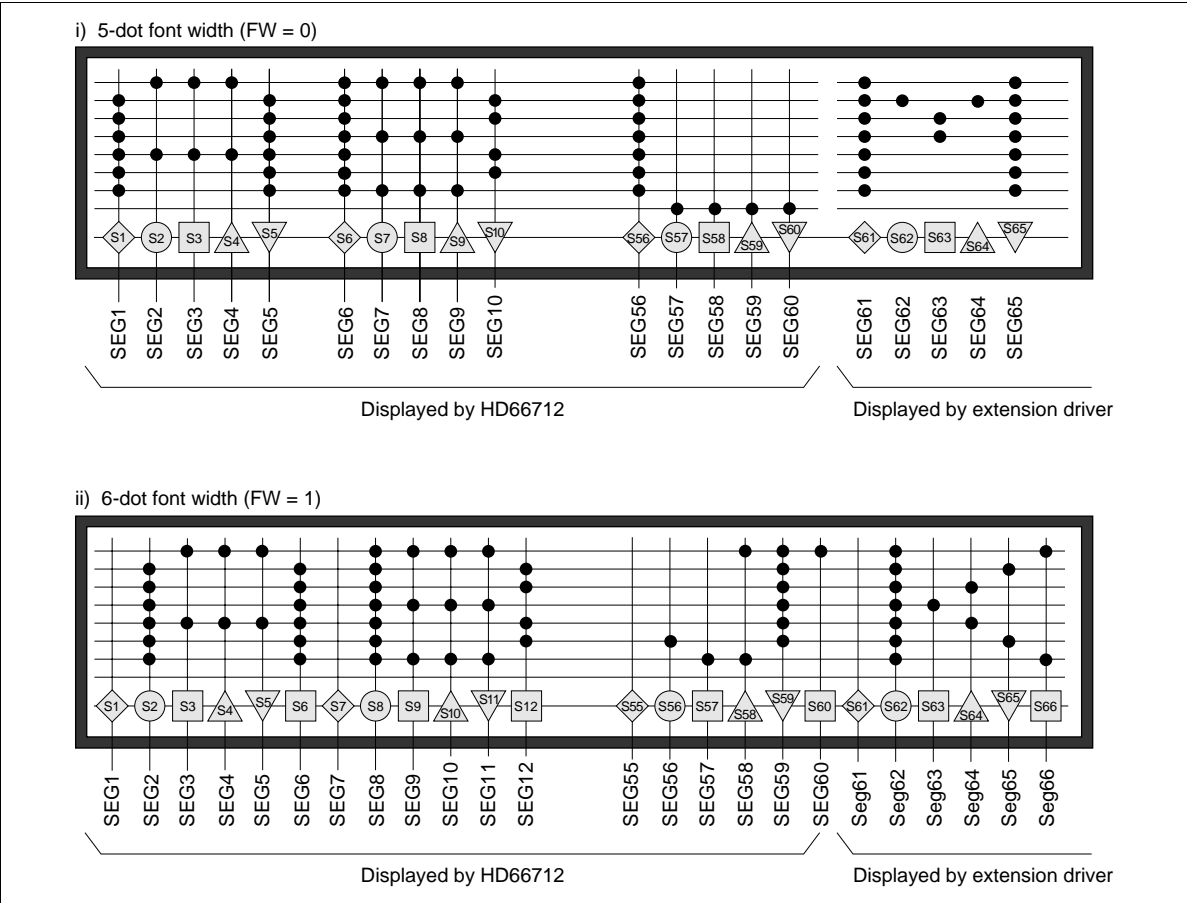 i) 5-dot font width (FW = 0)
S1 S2 S3 S4 S5 S6 S7 S8 S9 S10 S56 S57 S58 S59 S60 S61 S62 S63 S64 S65
SEG1 SEG2 SEG3 SEG4 SEG5 SEG6 SEG7 SEG8 SEG9 SEG10 SEG56 SEG57 SEG58 SEG59 SEG60 SEG61 SEG62 SEG63 SEG64 SEG65
Displayed by HD66712 Displayed by extension driver
ii) 6-dot font width (FW = 1)
S1 S2 S3 S4 S5 S6 S7 S8 S9 S10 S11 S12 S55 S56 S57 S58 S59 S60 S61 S62 S63 S64 S65 S66
SEG1 SEG2 SEG3 SEG4 SEG5 SEG6 SEG7 SEG8 SEG9 SEG10 SEG11 SEG12 SEG55 SEG56 SEG57 SEG58 SEG59 SEG60 Seg61 Seg62 Seg63 Seg64 Seg65 Seg66
Displayed by HD66712 Displayed by extension driver